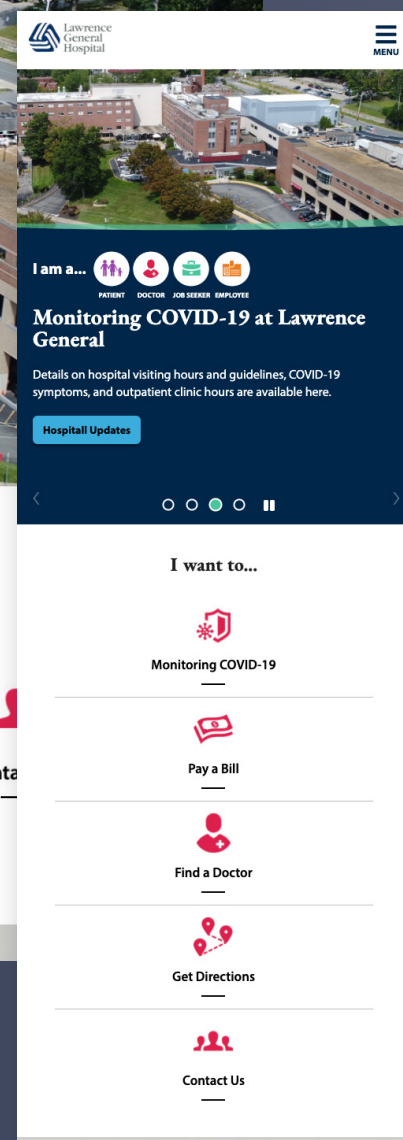 Lawrence
General
Hospital
MENU
I am a...
PATIENT DOCTOR JOB SEEKER EMPLOYEE
Monitoring COVID-19 at Lawrence
General
Details on hospital visiting hours and guidelines, COVID-19
symptoms, and outpatient clinic hours are available here.
Hospitall Updates
I want to...
Monitoring COVID-19
Pay a Bill
Find a Doctor
Get Directions
Contact Us